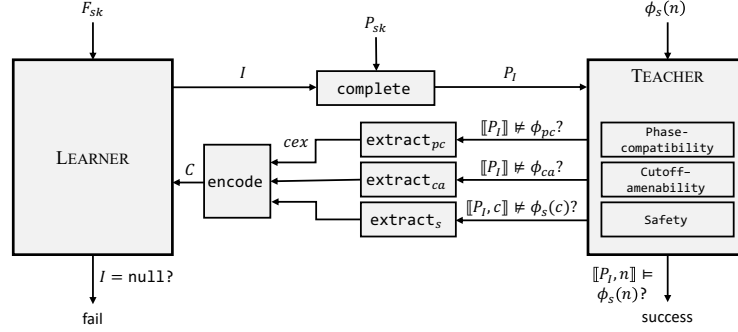 F_sk
P_sk
ϕ_s(n)
I
P_I
complete
TEACHER
LEARNER
cex
extract_pc
⟦P_I⟧ ⊭ ϕ_pc?
Phase-
compatibility
C
encode
extract_ca
⟦P_I⟧ ⊭ ϕ_ca?
Cutoff-
amenability
extract_s
⟦P_I, c⟧ ⊭ ϕ_s(c)?
Safety
I = null?
⟦P_I, n⟧ ⊨
ϕ_s(n)?
fail
success